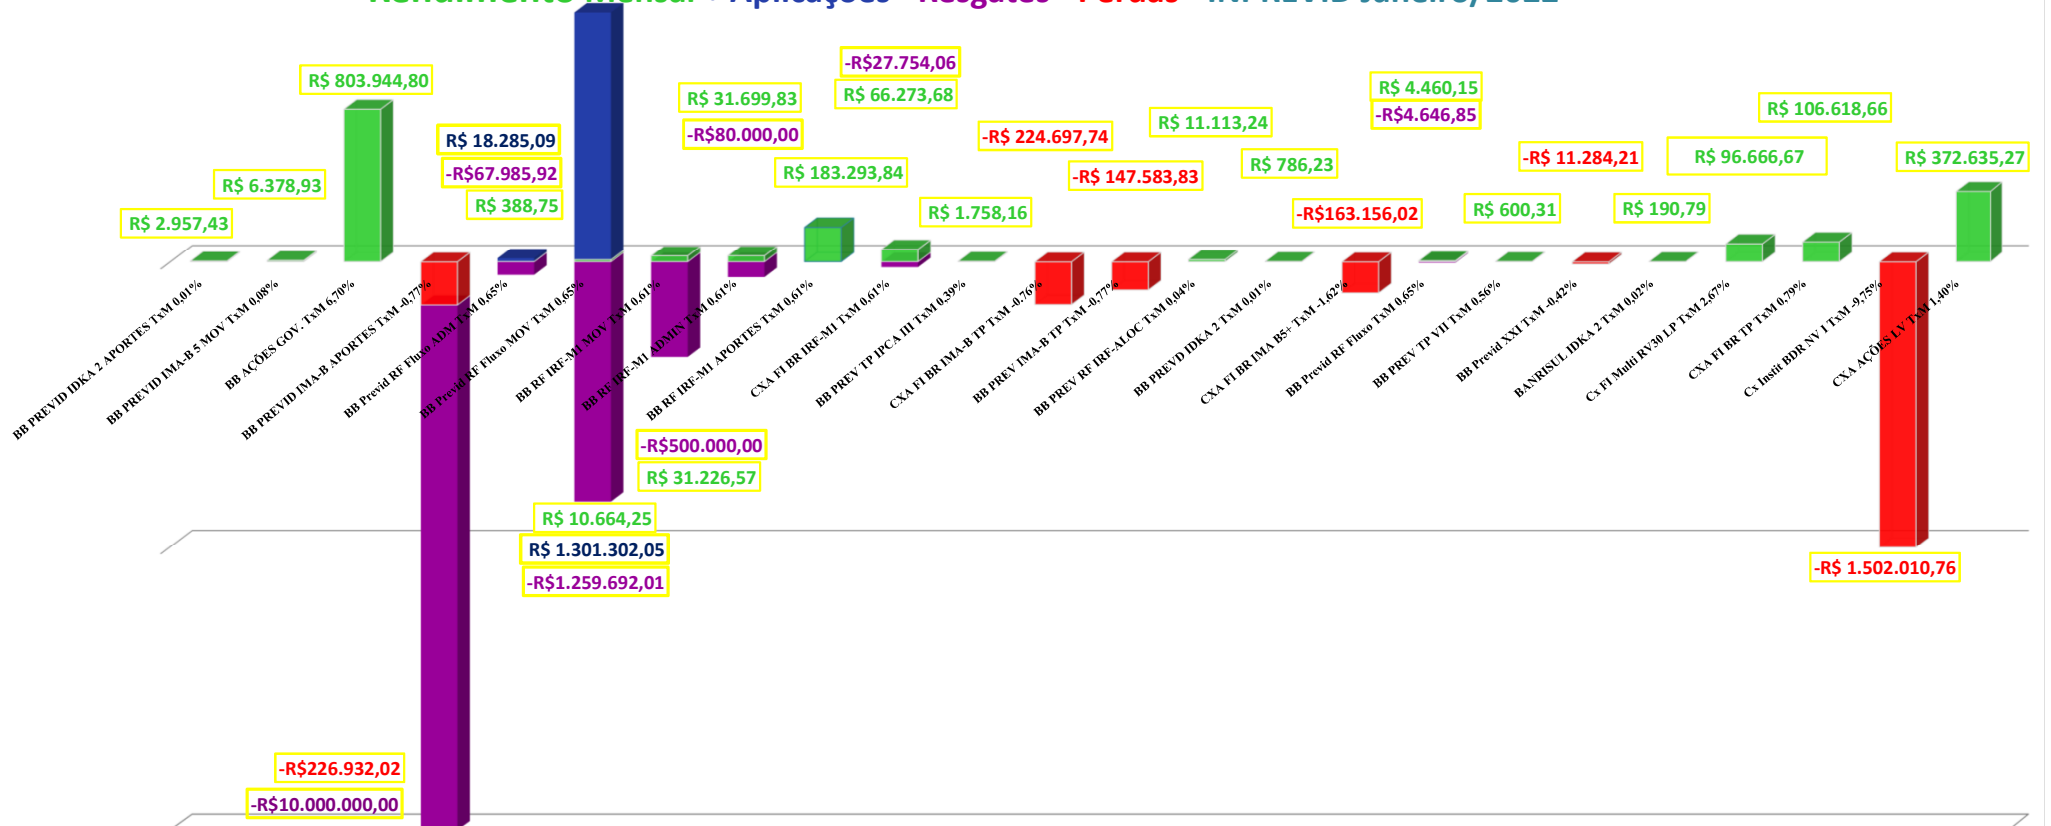 Rendimento Mensal + Aplicações - Resgates - Perdas - INPREVID Janeiro/2022
-R$27.754,06
R$ 803.944,80
R$ 4.460,15
R$ 31.699,83
R$ 66.273,68
R$ 106.618,66
-R$4.646,85
R$ 11.113,24
R$ 18.285,09
-R$80.000,00
-R$ 224.697,74
-R$ 11.284,21
R$ 96.666,67
R$ 372.635,27
-R$67.985,92
R$ 183.293,84
-R$ 147.583,83
R$ 786,23
R$ 6.378,93
R$ 388,75
R$ 1.758,16
-R$163.156,02
R$ 600,31
R$ 190,79
R$ 2.957,43
BB PREVID IDKA 2 APORTES TxM 0,01%
BB PREVID IMA-B 5 MOV TxM 0,08%
BB AÇÕES GOV. TxM 6,70%
BB PREVID IMA-B APORTES TxM -0,77%
BB Previd RF Fluxo ADM TxM 0,65%
BB Previd RF Fluxo MOV TxM 0,65%
BB RF IRF-M1 MOV TxM 0,61%
BB RF IRF-M1 ADMIN TxM 0,61%
BB RF IRF-M1 APORTES TxM 0,61%
CXA FI BR IRF-M1 TxM 0,61%
BB PREV TP IPCA III TxM 0,39%
CXA FI BR IMA-B TP TxM -0,76%
BB PREV IMA-B TP TxM -0,77%
BB PREV RF IRF-ALOC TxM 0,04%
BB PREVD IDKA 2 TxM 0,01%
CXA FI BR IMA B5+ TxM -1,62%
BB Previd RF Fluxo TxM 0,65%
BB PREV TP VII TxM 0,56%
BB Previd XXI TxM -0,42%
BANRISUL IDKA 2 TxM 0,02%
Cx FI Multi RV30 LP TxM 2,67%
CXA FI BR TP TxM 0,79%
Cx Instit BDR NV I TxM -9,75%
CXA AÇÕES LV TxM 1,40%
-R$500.000,00
R$ 31.226,57
R$ 10.664,25
R$ 1.301.302,05
-R$1.259.692,01
-R$ 1.502.010,76
-R$226.932,02
-R$10.000.000,00